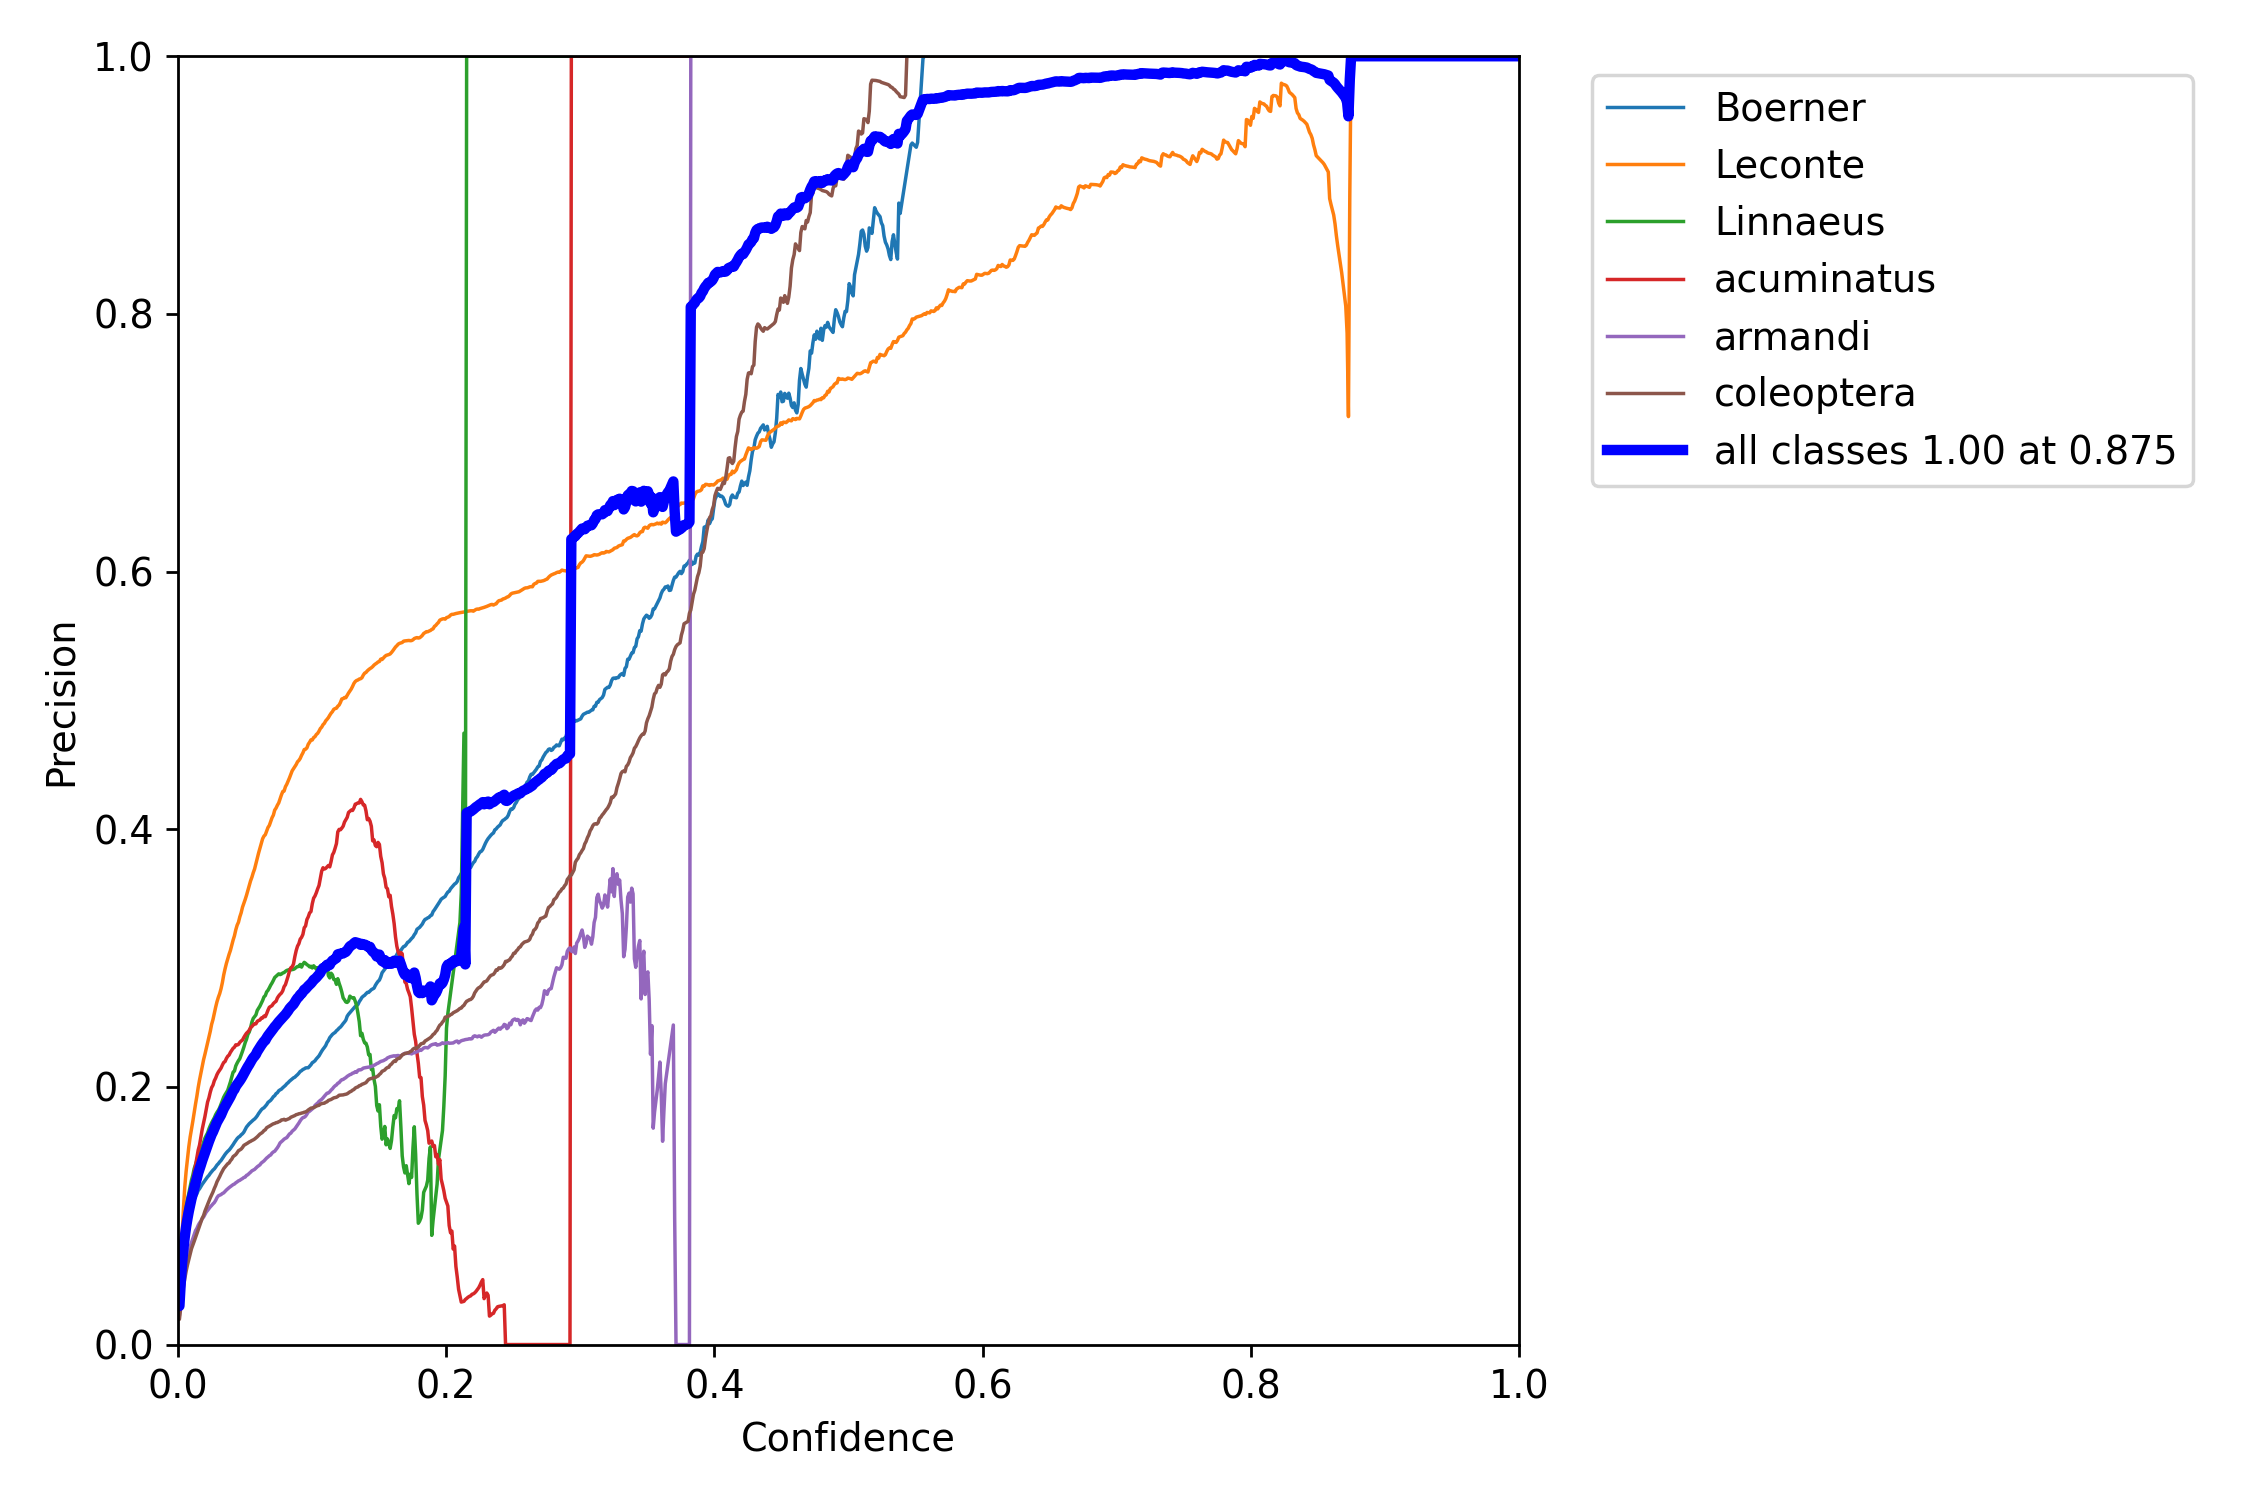 1.0
0.8
0.6
0.4
0.2
0.0
Precision
0.0 0.2 0.4 0.6 0.8 1.0
Confidence
Boerner
Leconte
Linnaeus
acuminatus
armandi
coleoptera
all classes 1.00 at 0.875